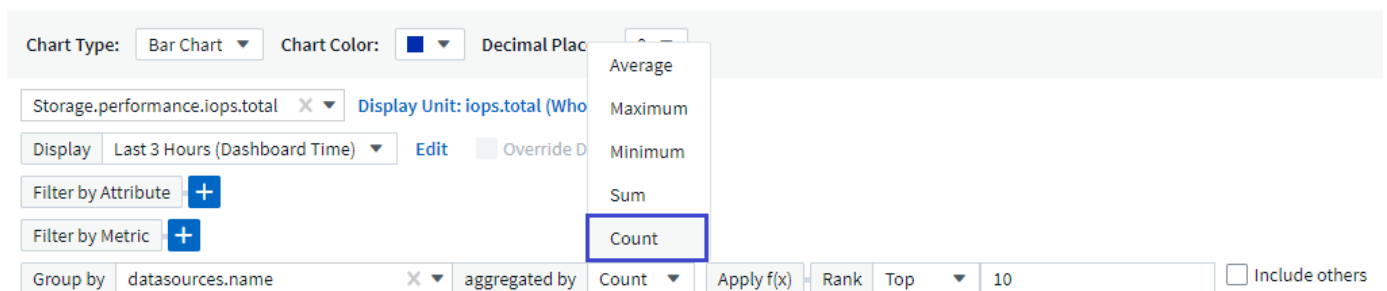 Chart Type: Bar Chart Chart Color: Decimal Plac
Average
Storage.performance.iops.total Display Unit: iops.total (Who
Maximum
Display Last 3 Hours (Dashboard Time) Edit Override D
Minimum
Filter by Attribute +
Sum
Filter by Metric +
Count
Group by datasources.name aggregated by Count Apply f(x) Rank Top 10 Include others